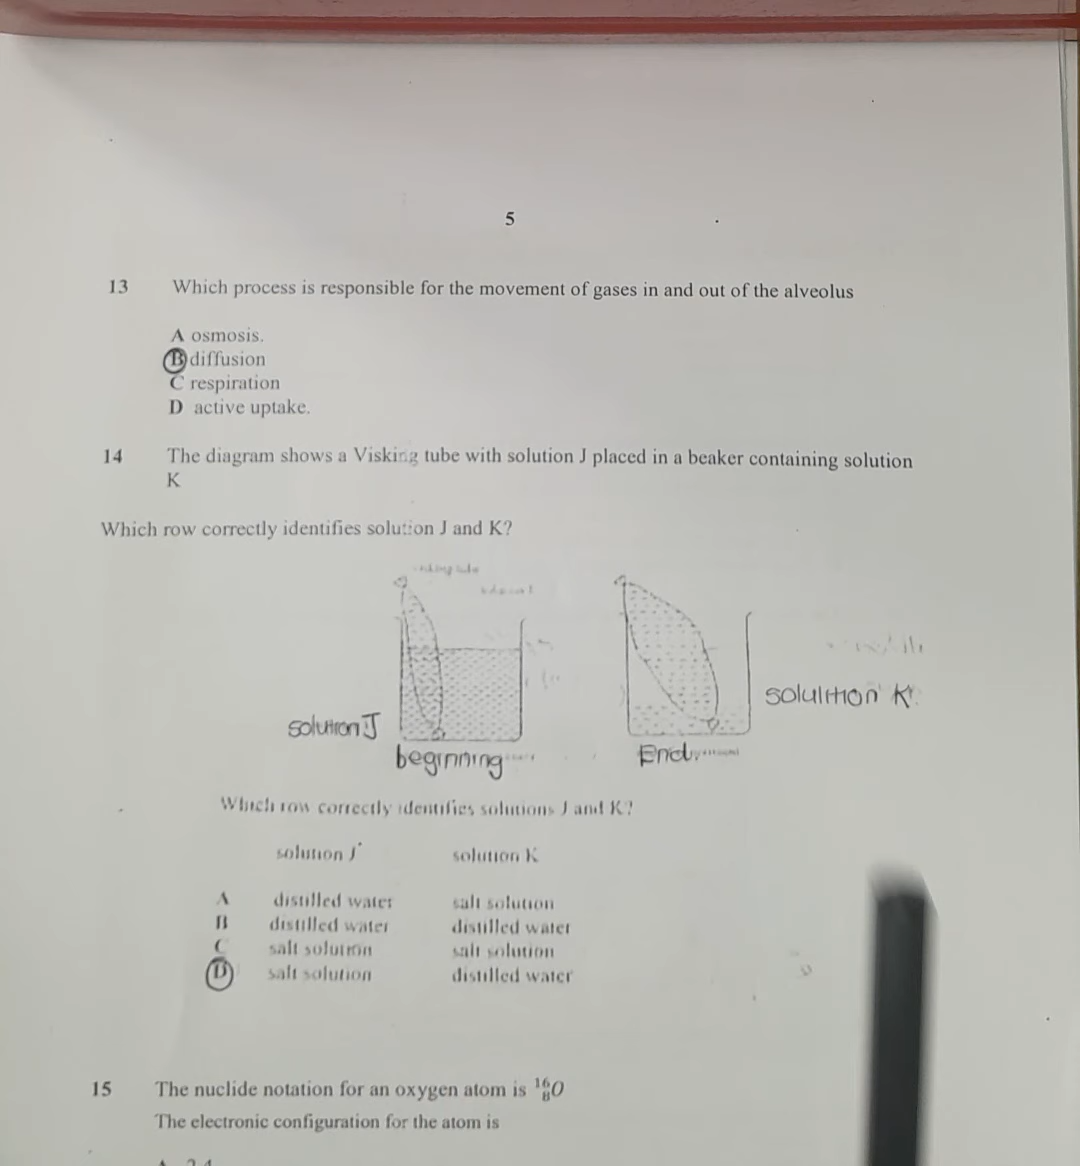 5
13 Which process is responsible for the movement of gases in and out of the alveolus
A osmosis.
B diffusion
C respiration
D active uptake.
14 The diagram shows a Visking tube with solution J placed in a beaker containing solution
K
Which row correctly identifies solution J and K?
solution J
beginning
End
solulition K
Which row correctly identifies solutions J and K?
solution J solution K
A distilled water salt solution
B distilled water distilled water
C salt solution salt solution
D salt solution distilled water
15 The nuclide notation for an oxygen atom is ¹⁶₈O
The electronic configuration for the atom is